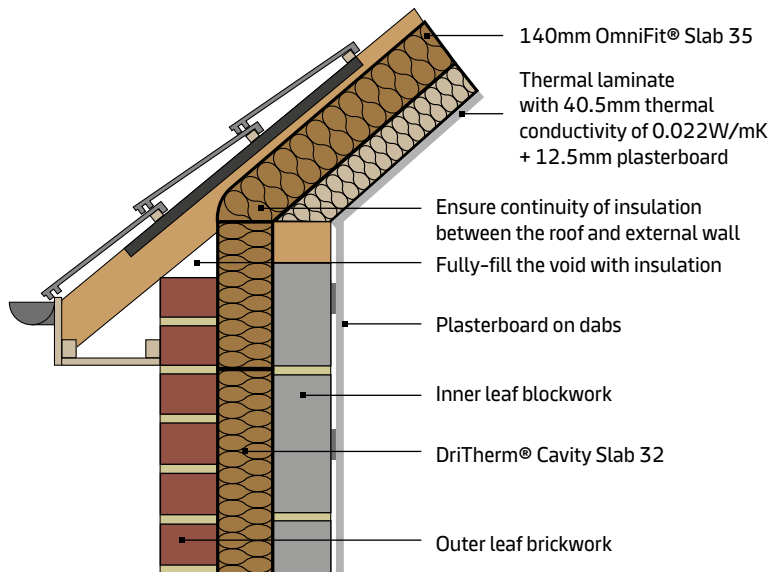 140mm OmniFit® Slab 35
Thermal laminate
with 40.5mm thermal
conductivity of 0.022W/mK
+ 12.5mm plasterboard
Ensure continuity of insulation
between the roof and external wall
Fully-fill the void with insulation
Plasterboard on dabs
Inner leaf blockwork
DriTherm® Cavity Slab 32
Outer leaf brickwork